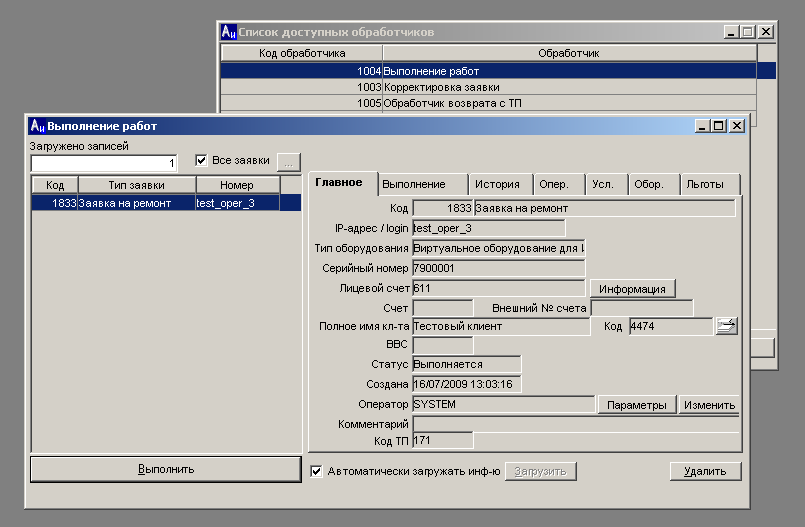 Список доступных обработчиков
Код обработчика Обработчик
1004 Выполнение работ
1003 Корректировка заявки
1005 Обработчик возврата с ТП
Выполнение работ
Загружено записей
1 Все заявки ...
Код Тип заявки Номер
1833 Заявка на ремонт test_oper_3
Главное Выполнение История Опер. Усл. Обор. Льготы
Код 1833 Заявка на ремонт
IP-адрес / login test_oper_3
Тип оборудования Виртуальное оборудование для
Серийный номер 7900001
Лицевой счет 611 Информация
Счет Внешний № счета
Полное имя кл-та Тестовый клиент Код 4474
ВВС
Статус Выполняется
Создана 16/07/2009 13:03:16
Оператор SYSTEM Параметры Изменить
Комментарий
Код ТП 171
Выполнить
Автоматически загружать инф-ю Загрузить Удалить